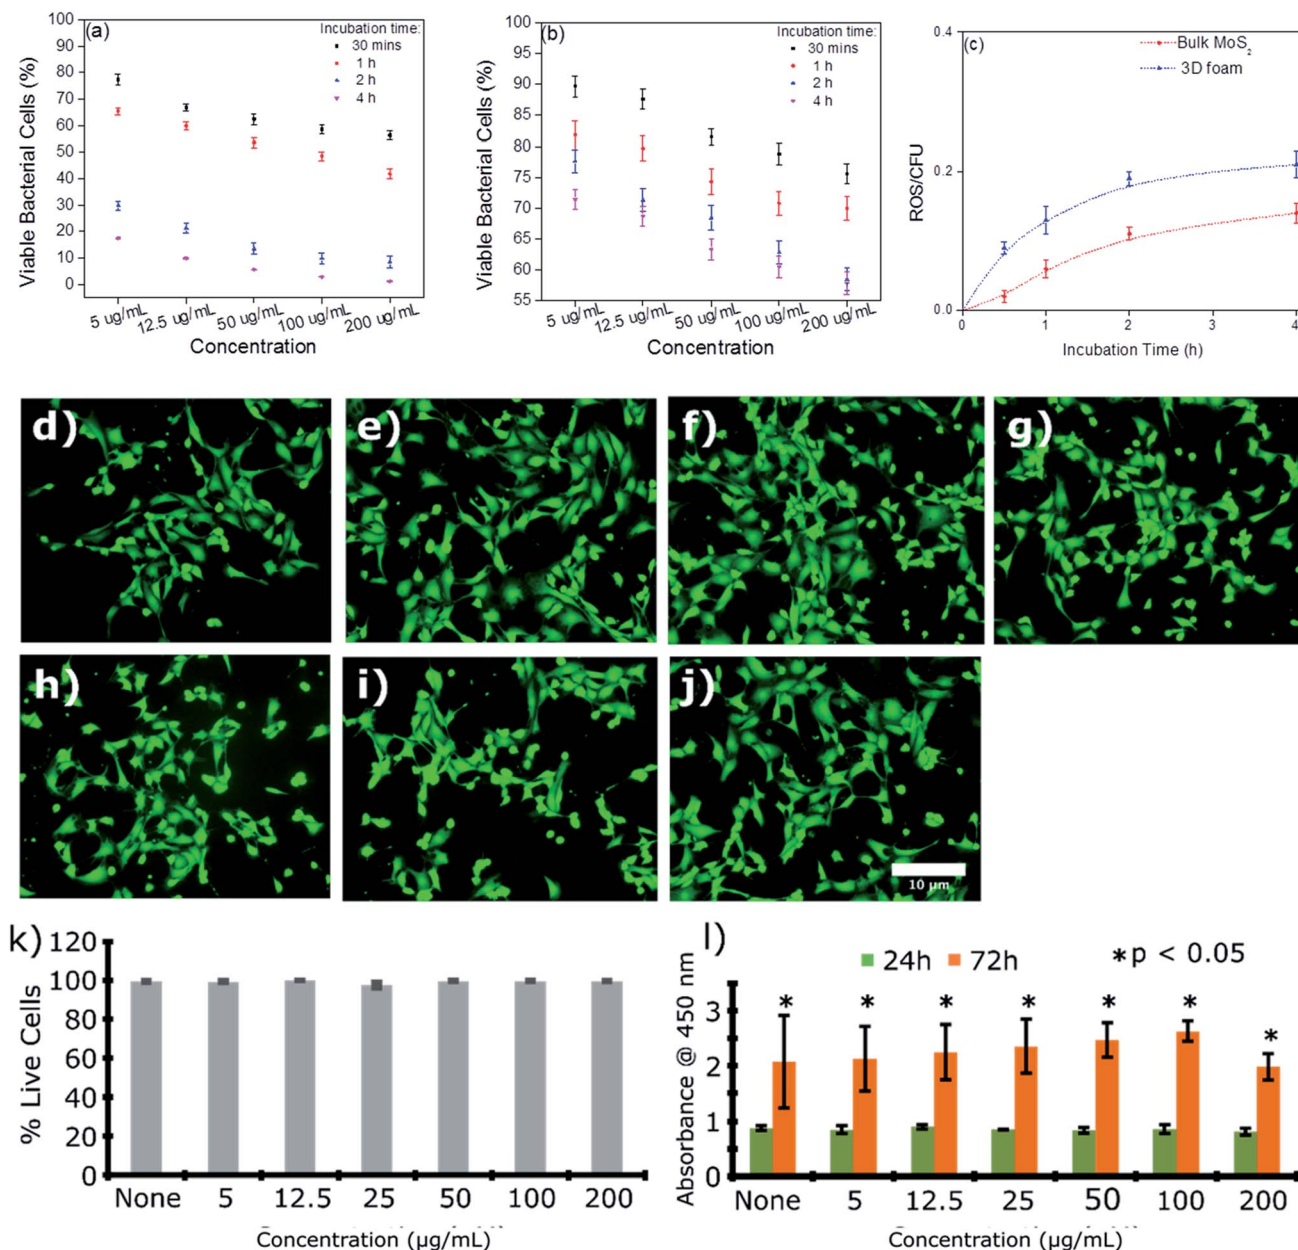 (a)
Incubation time:
30 mins
1 h
2 h
4 h
100
90
80
70
60
50
40
30
20
10
0
Viable Bacterial Cells (%)
5 ug/mL
12.5 ug/mL
50 ug/mL
100 ug/mL
200 ug/mL
Concentration
(b)
Incubation time:
30 mins
1 h
2 h
4 h
100
95
90
85
80
75
70
65
60
55
Viable Bacterial Cells (%)
5 ug/mL
12.5 ug/mL
50 ug/mL
100 ug/mL
200 ug/mL
Concentration
(c)
Bulk MoS2
3D foam
0.4
0.2
0.0
ROS/CFU
0 1 2 3 4
Incubation Time (h)
d)
e)
f)
g)
h)
i)
j)
10 µm
k)
120
100
80
60
40
20
0
% Live Cells
None 5 12.5 25 50 100 200
Concentration (µg/mL)
l)
24h 72h *p < 0.05
* * * * * * *
3
2
1
0
Absorbance @ 450 nm
None 5 12.5 25 50 100 200
Concentration (µg/mL)